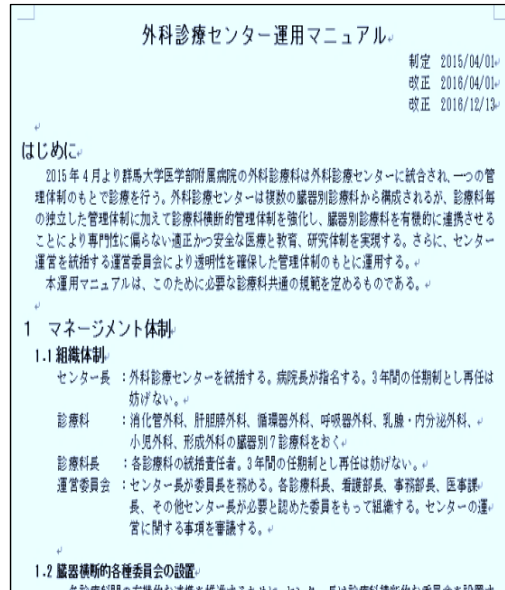 外科診療センター運用マニュアル
制定 2015/04/01
改正 2016/04/01
改正 2016/12/13
はじめに
2015年4月より群馬大学医学部附属病院の外科診療科は外科診療センターに統合され、一つの管
理体制のもとで診療を行う。外科診療センターは複数の臓器別診療科から構成されるが、診療科毎
の独立した管理体制に加えて診療科横断的管理体制を強化し、臓器別診療科を有機的に連携させる
ことにより専門性に偏らない適正かつ安全な医療と教育、研究体制を実現する。さらに、センター
運営を統括する運営委員会により透明性を確保した管理体制のもとに運用する。
本運用マニュアルは、このために必要な診療科共通の規範を定めるものである。
1 マネージメント体制
1.1 組織体制
センター長 ：外科診療センターを統括する。病院長が指名する。3年間の任期制とし再任は
妨げない。
診療科 ：消化管外科、肝胆膵外科、循環器外科、呼吸器外科、乳腺・内分泌外科、
小児外科、形成外科の臓器別7診療科をおく
診療科長 ：各診療科の統括責任者。3年間の任期制とし再任は妨げない。
運営委員会 ：センター長が委員長を務める。各診療科長、看護部長、事務部長、医事課
長、その他センター長が必要と認めた委員をもって組織する。センターの運
営に関する事項を審議する。
1.2 臓器横断的各種委員会の設置